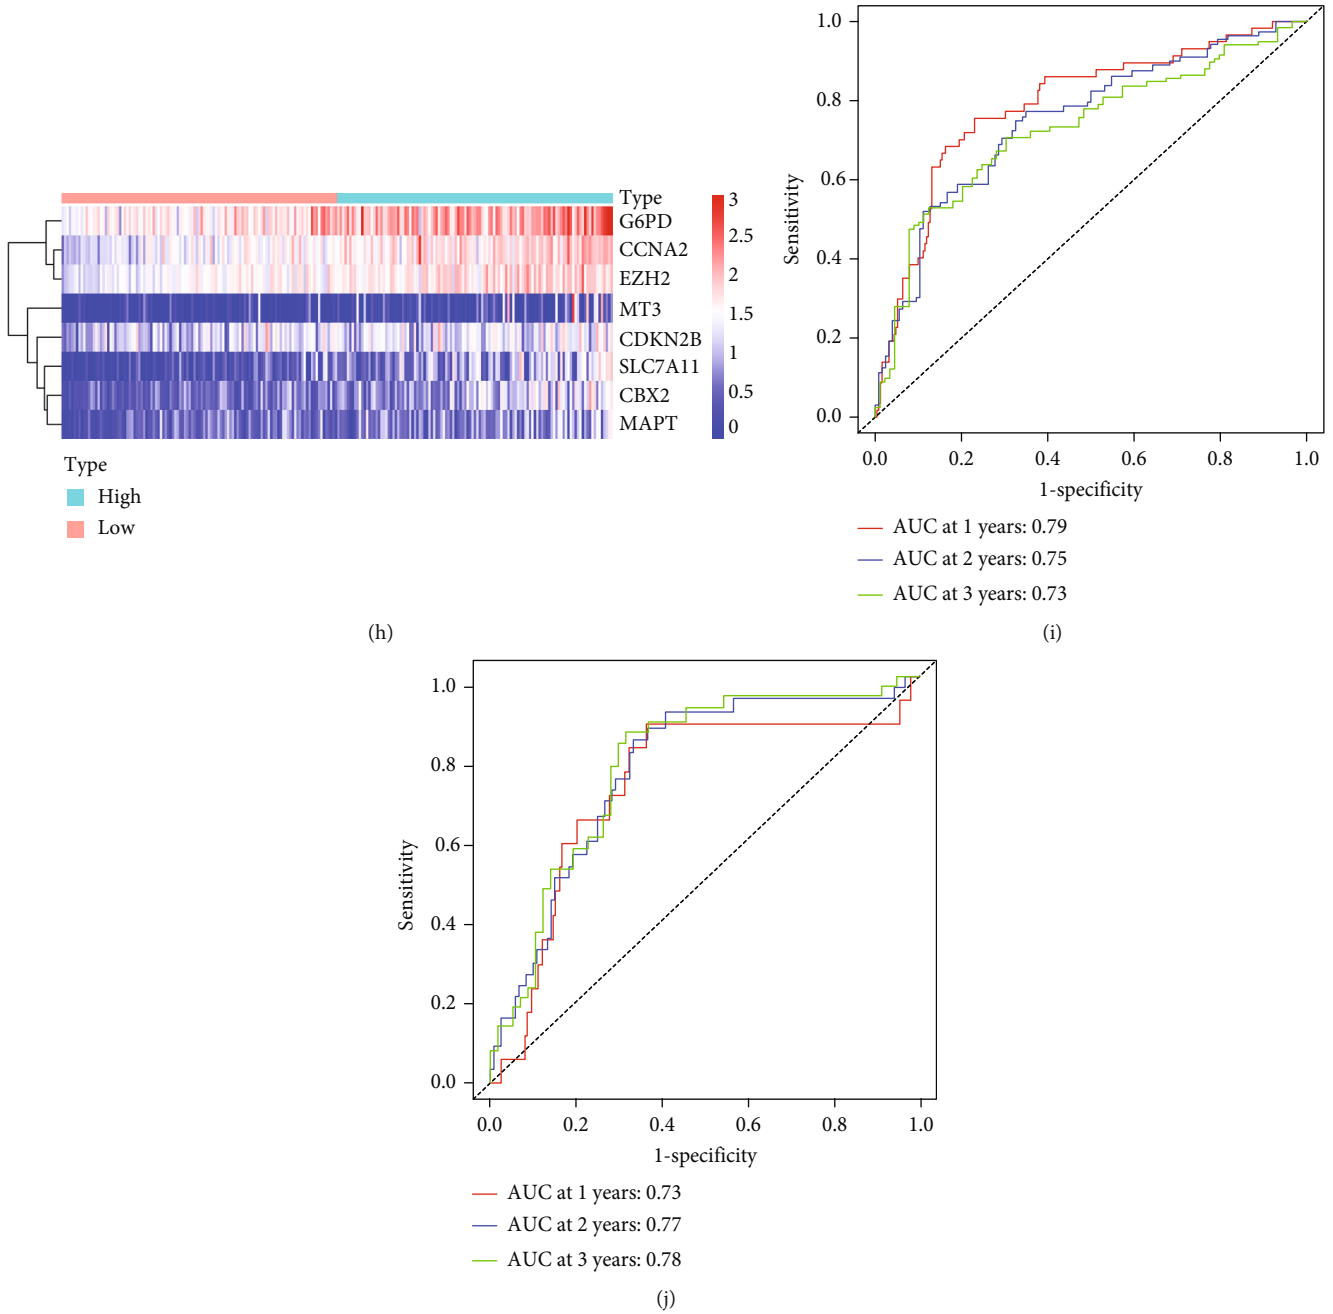 Type
G6PD
CCNA2
EZH2
MT3
CDKN2B
SLC7A11
CBX2
MAPT
3
2.5
2
1.5
1
0.5
0
Type
High
Low
(h)
Sensitivity
1.0
0.8
0.6
0.4
0.2
0.0
0.0 0.2 0.4 0.6 0.8 1.0
1-specificity
AUC at 1 years: 0.79
AUC at 2 years: 0.75
AUC at 3 years: 0.73
(i)
Sensitivity
1.0
0.8
0.6
0.4
0.2
0.0
0.0 0.2 0.4 0.6 0.8 1.0
1-specificity
AUC at 1 years: 0.73
AUC at 2 years: 0.77
AUC at 3 years: 0.78
(j)